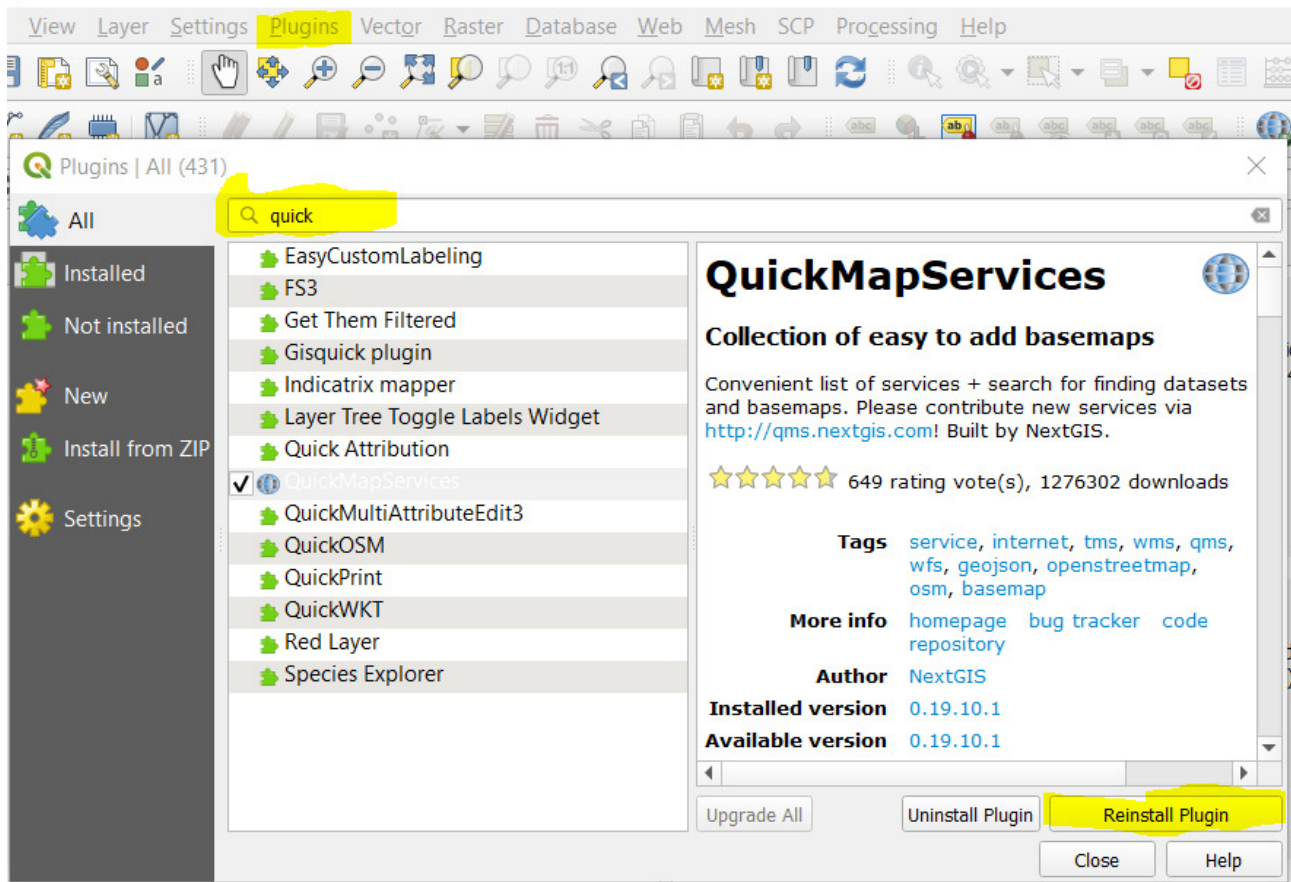 View Layer Settings Plugins Vector Raster Database Web Mesh SCP Processing Help
Plugins | All (431)
All
Installed
Not installed
New
Install from ZIP
Settings
quick
EasyCustomLabeling
FS3
Get Them Filtered
Gisquick plugin
Indicatrix mapper
Layer Tree Toggle Labels Widget
Quick Attribution
QuickMapServices
QuickMultiAttributeEdit3
QuickOSM
QuickPrint
QuickWKT
Red Layer
Species Explorer
QuickMapServices
Collection of easy to add basemaps
Convenient list of services + search for finding datasets
and basemaps. Please contribute new services via
http://qms.nextgis.com! Built by NextGIS.
649 rating vote(s), 1276302 downloads
Tags service, internet, tms, wms, qms,
wfs, geojson, openstreetmap,
osm, basemap
More info homepage bug tracker code
repository
Author NextGIS
Installed version 0.19.10.1
Available version 0.19.10.1
Upgrade All Uninstall Plugin Reinstall Plugin
Close Help